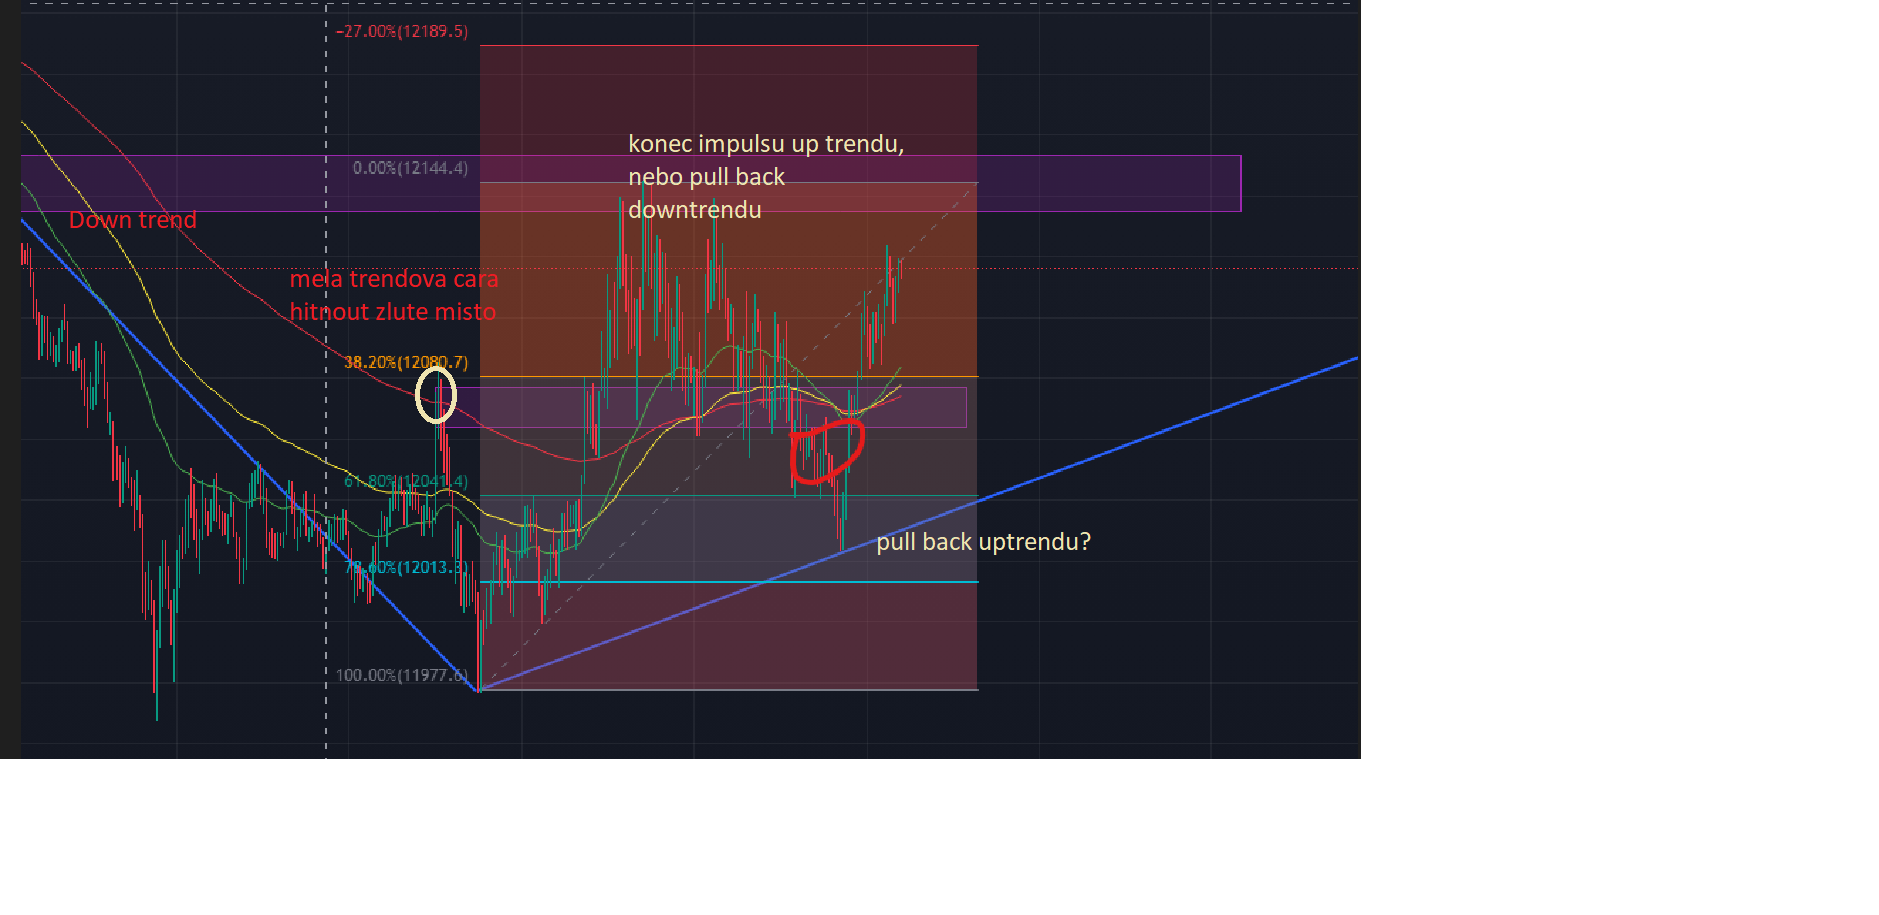 -27.00%(12189.5)
konec impulsu up trendu,
nebo pull back
downtrendu
0.00%(12144.4)
Down trend
mela trendova cara
hitnout zlute misto
38.20%(12080.7)
61.80%(12041.4)
pull back uptrendu?
78.60%(12013.3)
100.00%(11977.6)